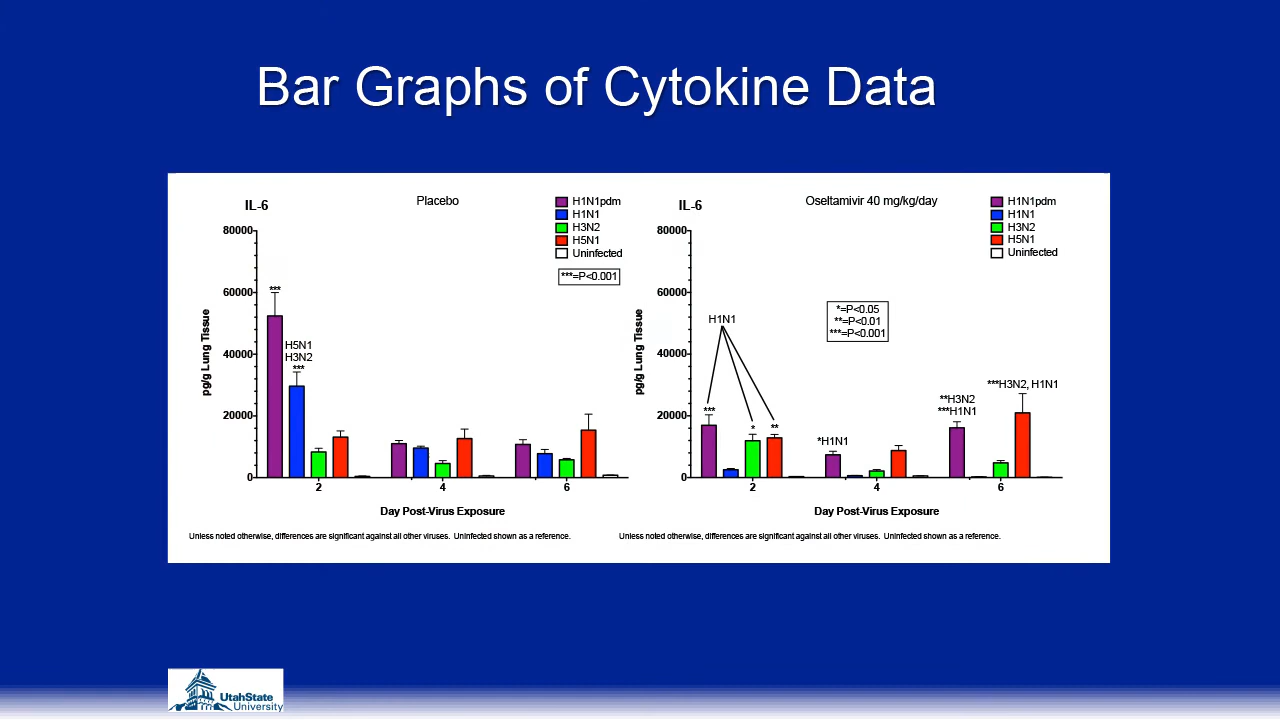 Bar Graphs of Cytokine Data
IL-6
Placebo
H1N1pdm
H1N1
H3N2
H5N1
Uninfected
***=P<0.001
80000
60000
40000
20000
0
pg/g Lung Tissue
***
H5N1
H3N2
***
2
4
6
Day Post-Virus Exposure
Unless noted otherwise, differences are significant against all other viruses. Uninfected shown as a reference.
IL-6
Oseltamivir 40 mg/kg/day
H1N1pdm
H1N1
H3N2
H5N1
Uninfected
*=P<0.05
**=P<0.01
***=P<0.001
80000
60000
40000
20000
0
pg/g Lung Tissue
H1N1
***
*
**
*H1N1
**H3N2
***H1N1
***H3N2, H1N1
2
4
6
Day Post-Virus Exposure
Unless noted otherwise, differences are significant against all other viruses. Uninfected shown as a reference.
UtahState
University